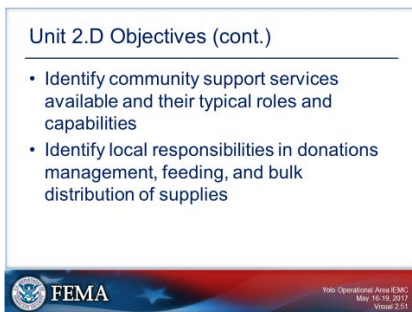 Unit 2.D Objectives (cont.)
• Identify community support services
available and their typical roles and
capabilities
• Identify local responsibilities in donations
management, feeding, and bulk
distribution of supplies
FEMA
Yolo Operational Area IEMC
May 16-19, 2017
Visual 2.51